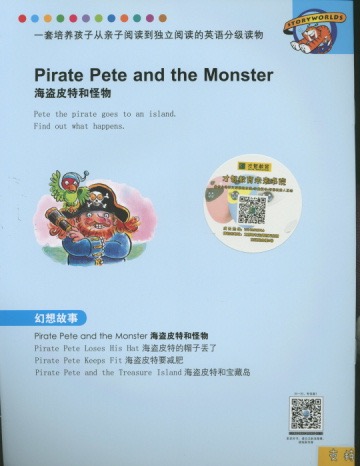 一套培养孩子从亲子阅读到独立阅读的英语分级读物
STORYWORLDS
Pirate Pete and the Monster
海盗皮特和怪物
Pete the pirate goes to an island.
Find out what happens.
幻想故事
Pirate Pete and the Monster 海盗皮特和怪物
Pirate Pete Loses His Hat 海盗皮特的帽子丢了
Pirate Pete Keeps Fit 海盗皮特要减肥
Pirate Pete and the Treasure Island 海盗皮特和宝藏岛